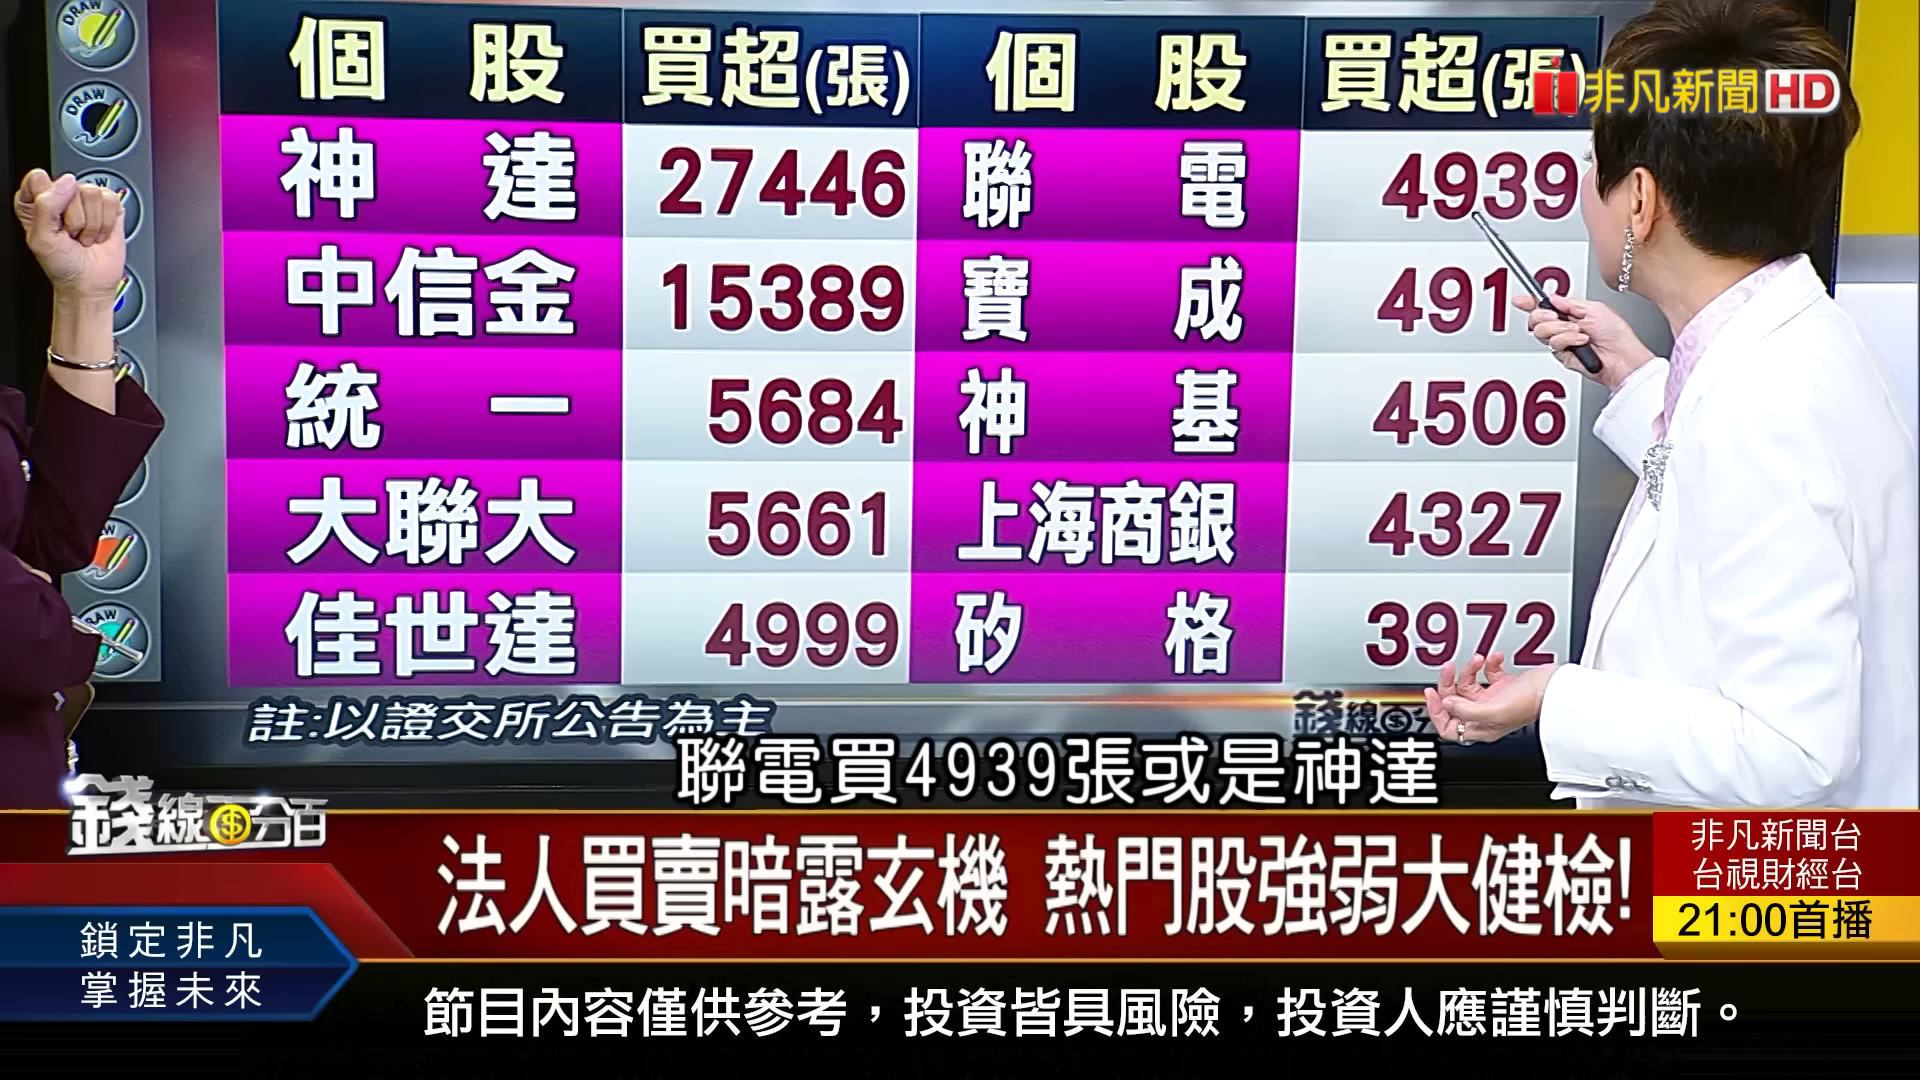 個股 買超(張) 個股 買超(張)
神達 27446 聯電 4939
中信金 15389 寶成
統一 5684 神基 4506
大聯大 5661 上海商銀 4327
佳世達 4999 矽格 3972
註:以證交所公告為主
非凡新聞HD
DRAW
DRAW
DRAW
聯電買4939張或是神達
錢線百分百
法人買賣暗露玄機 熱門股強弱大健檢!
非凡新聞台
台視財經台
21:00首播
鎖定非凡
掌握未來
節目內容僅供參考，投資皆具風險，投資人應謹慎判斷。